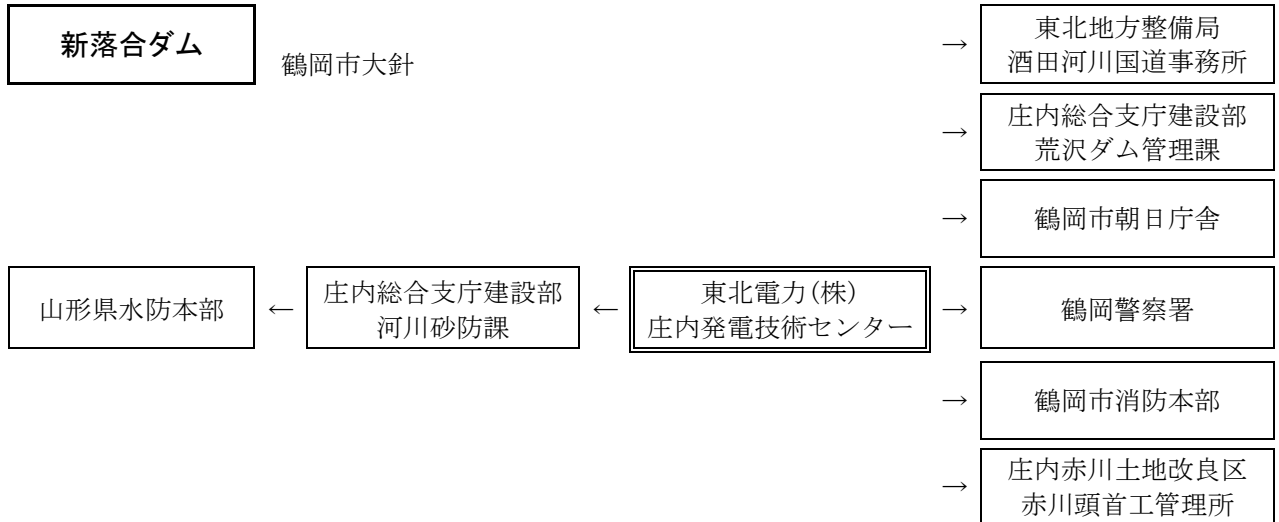 新落合ダム
鶴岡市大針
→
東北地方整備局
酒田河川国道事務所
→
庄内総合支庁建設部
荒沢ダム管理課
→
鶴岡市朝日庁舎
山形県水防本部
←
庄内総合支庁建設部
河川砂防課
←
東北電力(株)
庄内発電技術センター
→
鶴岡警察署
→
鶴岡市消防本部
→
庄内赤川土地改良区
赤川頭首工管理所